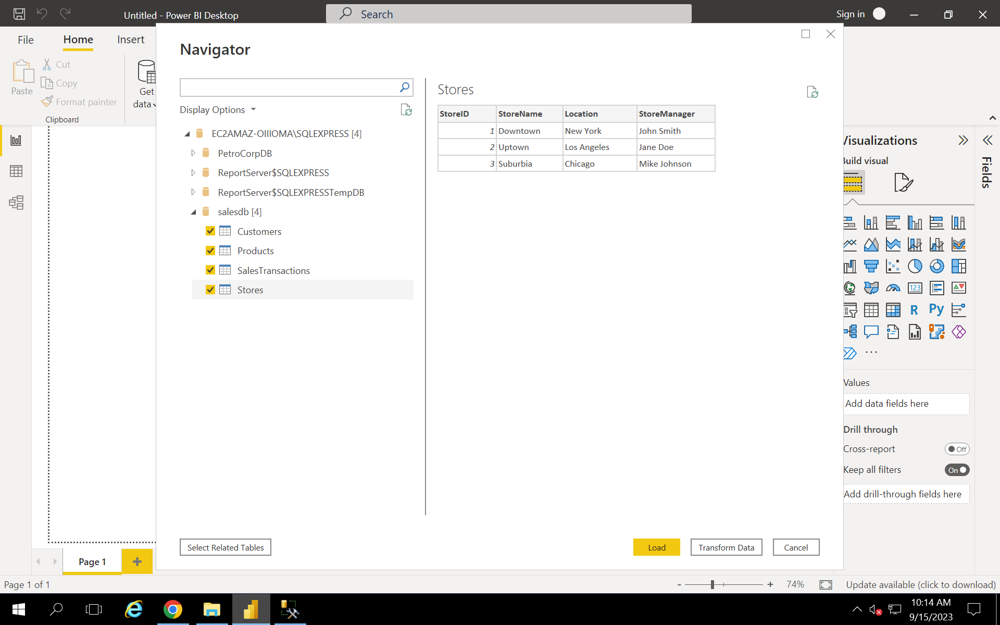 Untitled - Power BI Desktop
Search
Sign in
File
Home
Insert
Paste
Cut
Copy
Format painter
Clipboard
Get
data
Navigator
Display Options
EC2AMAZ-OIIIOMA\SQLEXPRESS [4]
PetroCorpDB
ReportServer$SQLEXPRESS
ReportServer$SQLEXPRESSTempDB
salesdb [4]
Customers
Products
SalesTransactions
Stores
Stores
StoreID StoreName Location StoreManager
1 Downtown New York John Smith
2 Uptown Los Angeles Jane Doe
3 Suburbia Chicago Mike Johnson
Select Related Tables
Load
Transform Data
Cancel
Visualizations
Build visual
Fields
123
R
Py
Values
Add data fields here
Drill through
Cross-report
Off
Keep all filters
On
Add drill-through fields here
Page 1
Page 1 of 1
- + 74%
Update available (click to download)
10:14 AM
9/15/2023